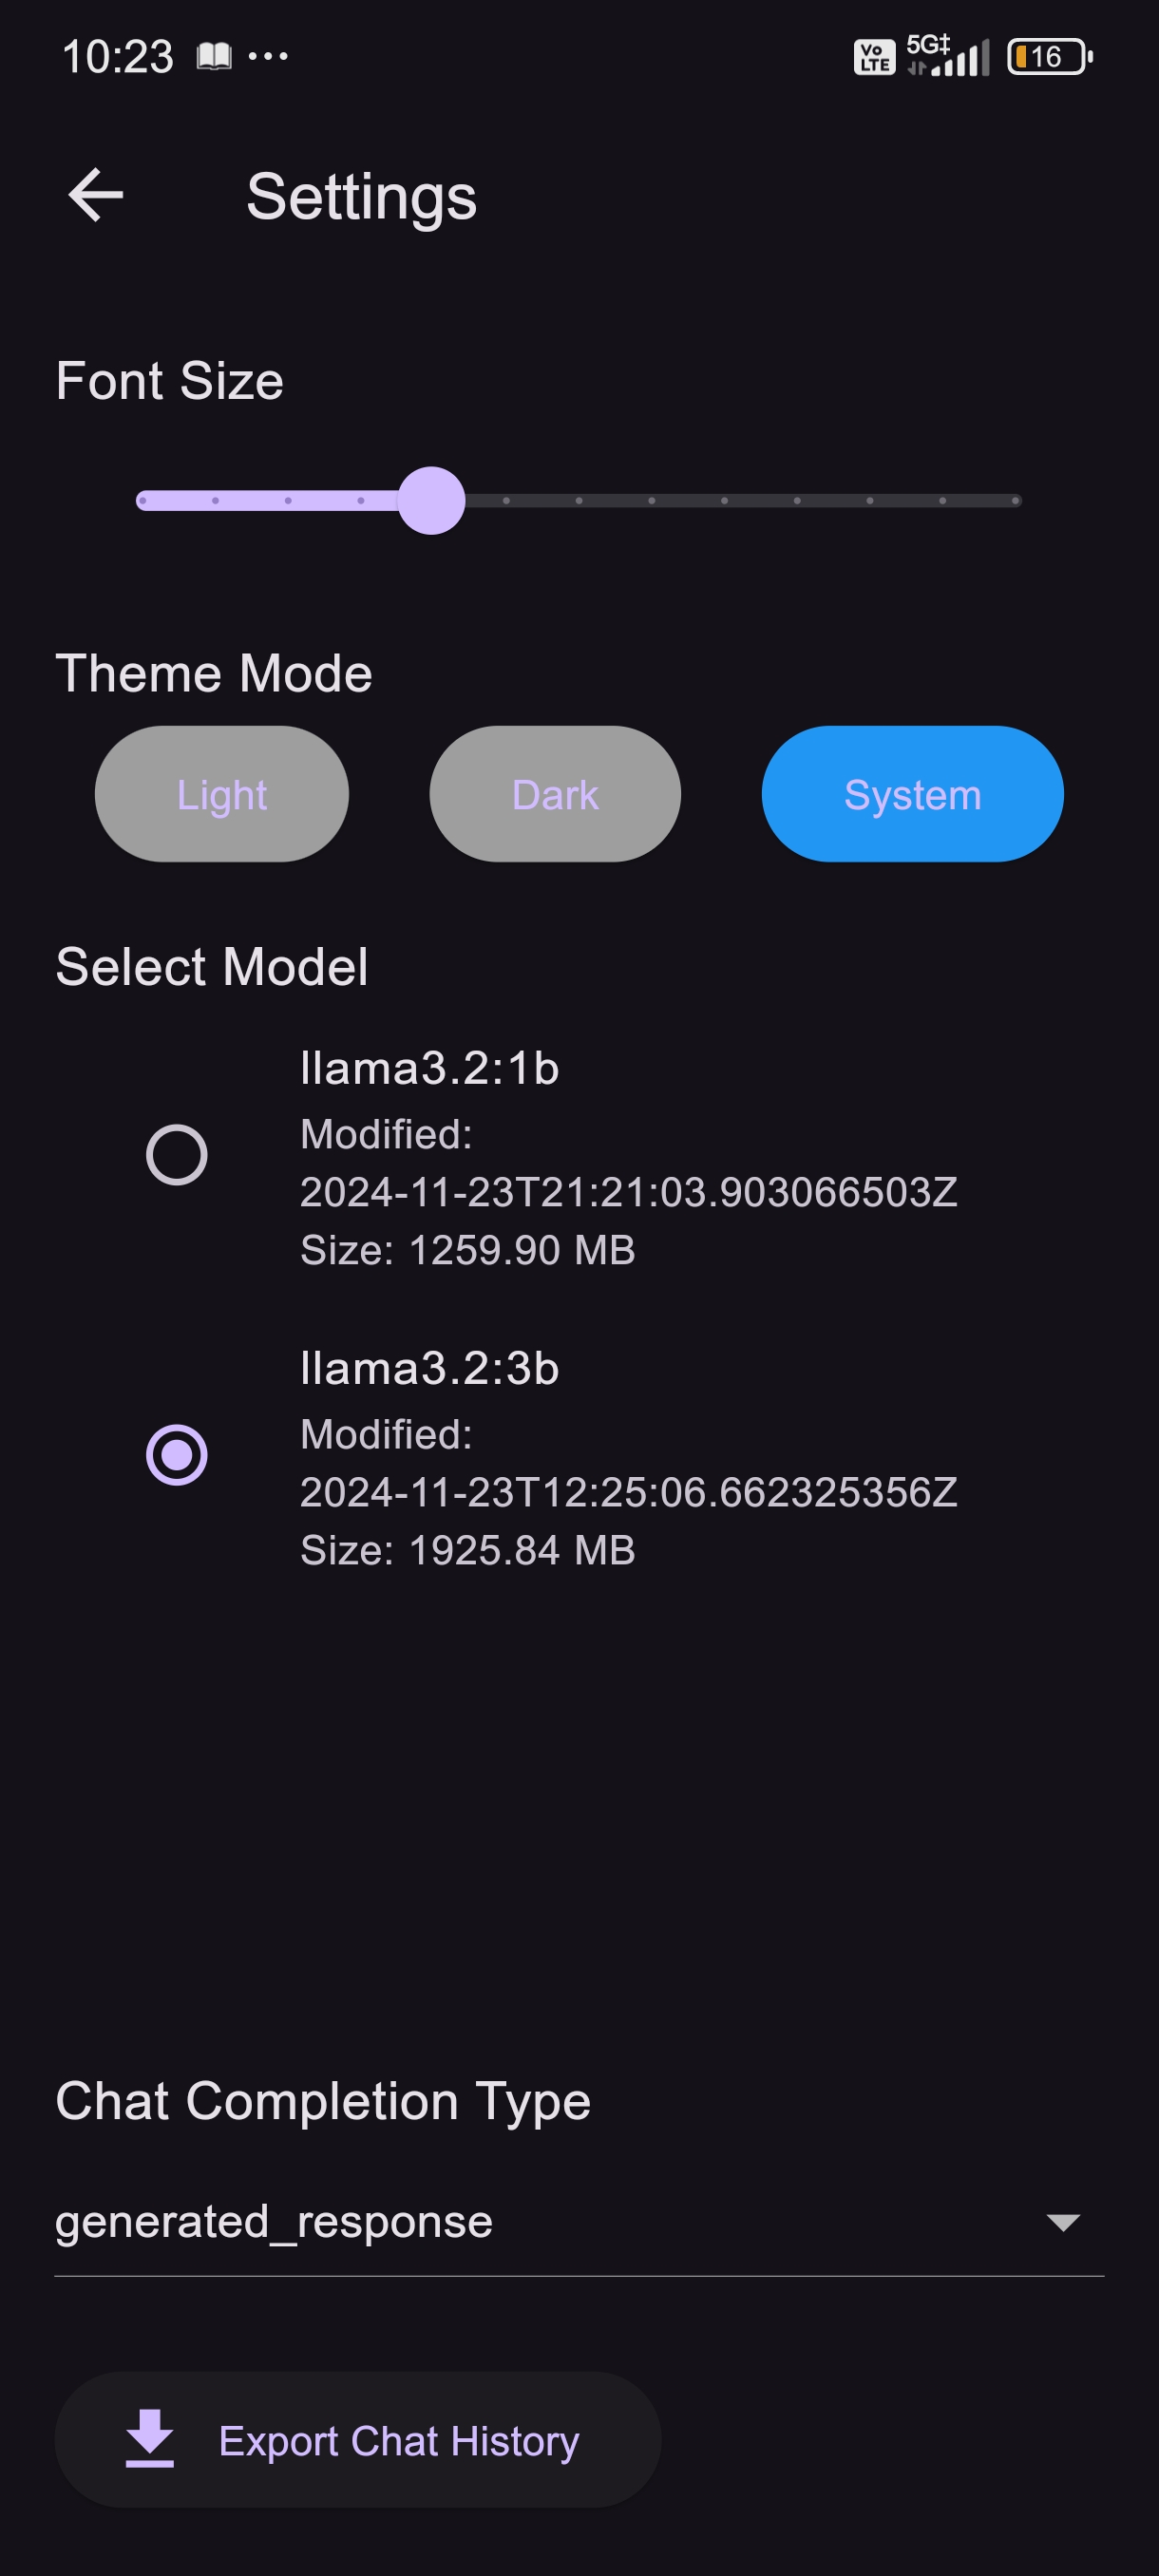 10:23
Vo LTE 5G‡ 16
Settings
Font Size
Theme Mode
Light Dark System
Select Model
llama3.2:1b
Modified:
2024-11-23T21:21:03.903066503Z
Size: 1259.90 MB
llama3.2:3b
Modified:
2024-11-23T12:25:06.662325356Z
Size: 1925.84 MB
Chat Completion Type
generated_response
Export Chat History